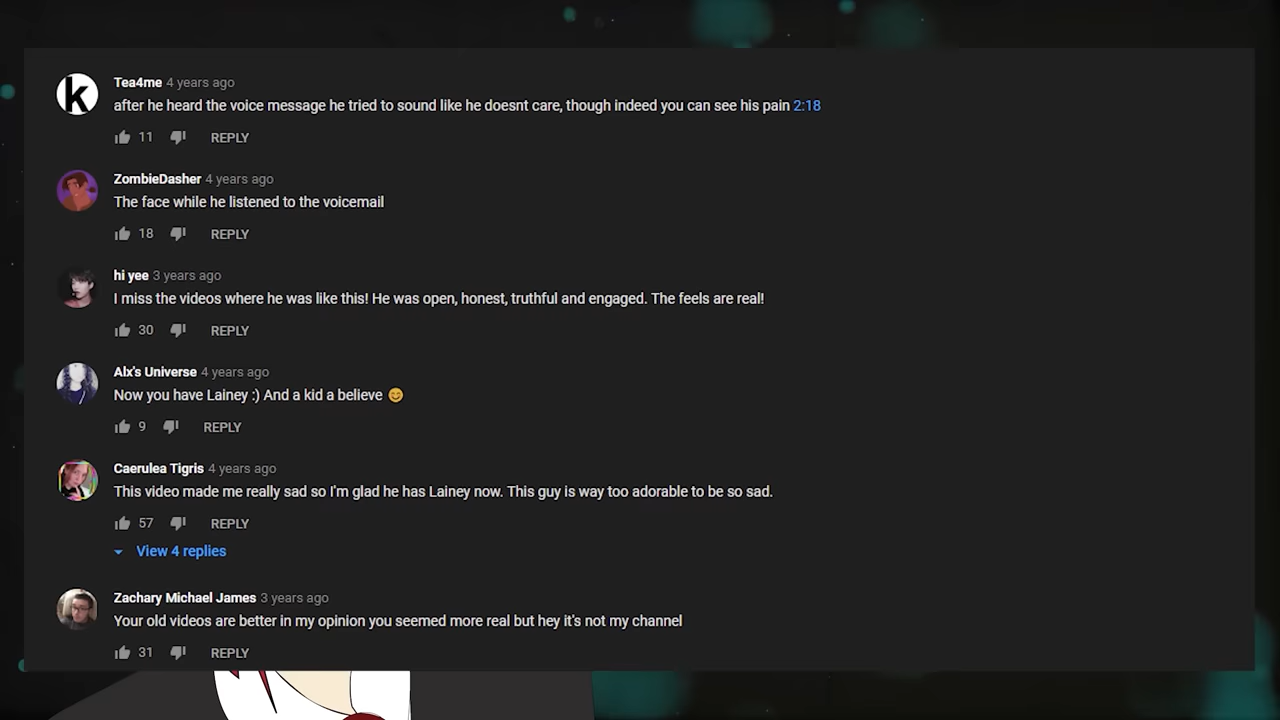 k
Tea4me 4 years ago
after he heard the voice message he tried to sound like he doesnt care, though indeed you can see his pain 2:18
11 REPLY
ZombieDasher 4 years ago
The face while he listened to the voicemail
18 REPLY
hi yee 3 years ago
I miss the videos where he was like this! He was open, honest, truthful and engaged. The feels are real!
30 REPLY
Alx's Universe 4 years ago
Now you have Lainey :) And a kid a believe 😊
9 REPLY
Caerulea Tigris 4 years ago
This video made me really sad so I'm glad he has Lainey now. This guy is way too adorable to be so sad.
57 REPLY
View 4 replies
Zachary Michael James 3 years ago
Your old videos are better in my opinion you seemed more real but hey it's not my channel
31 REPLY